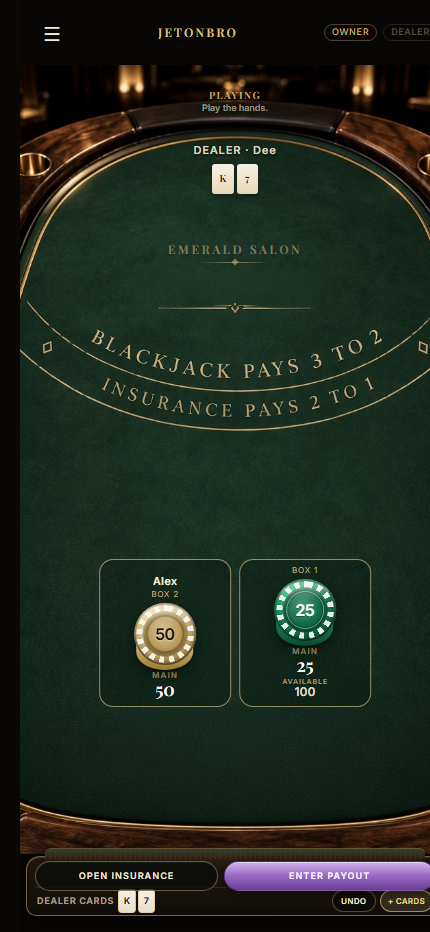 ☰ JETONBRO OWNER DEALER
PLAYING
Play the hands.
DEALER · Dee
K 7
EMERALD SALON
BLACKJACK PAYS 3 TO 2
INSURANCE PAYS 2 TO 1
Alex
BOX 2
50
MAIN
50
BOX 1
25
MAIN
25
AVAILABLE
100
OPEN INSURANCE ENTER PAYOUT
DEALER CARDS K 7 UNDO + CARDS